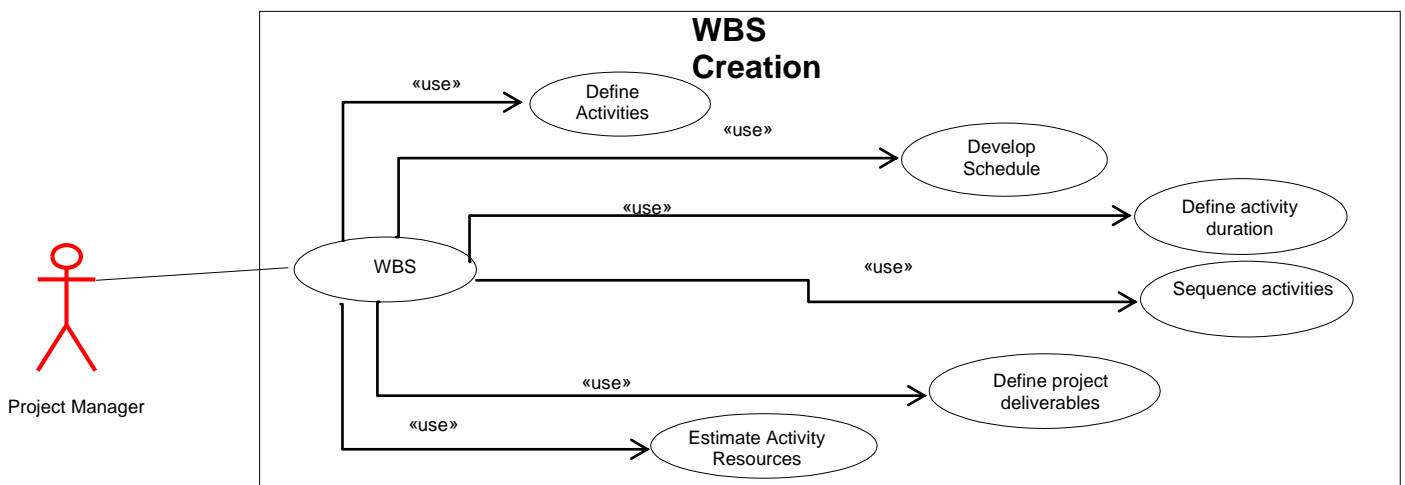 WBS
Creation
«use»
Define
Activities
«use»
Develop
Schedule
«use»
Define activity
duration
WBS
«use»
Sequence activities
Project Manager
«use»
Define project
deliverables
«use»
Estimate Activity
Resources